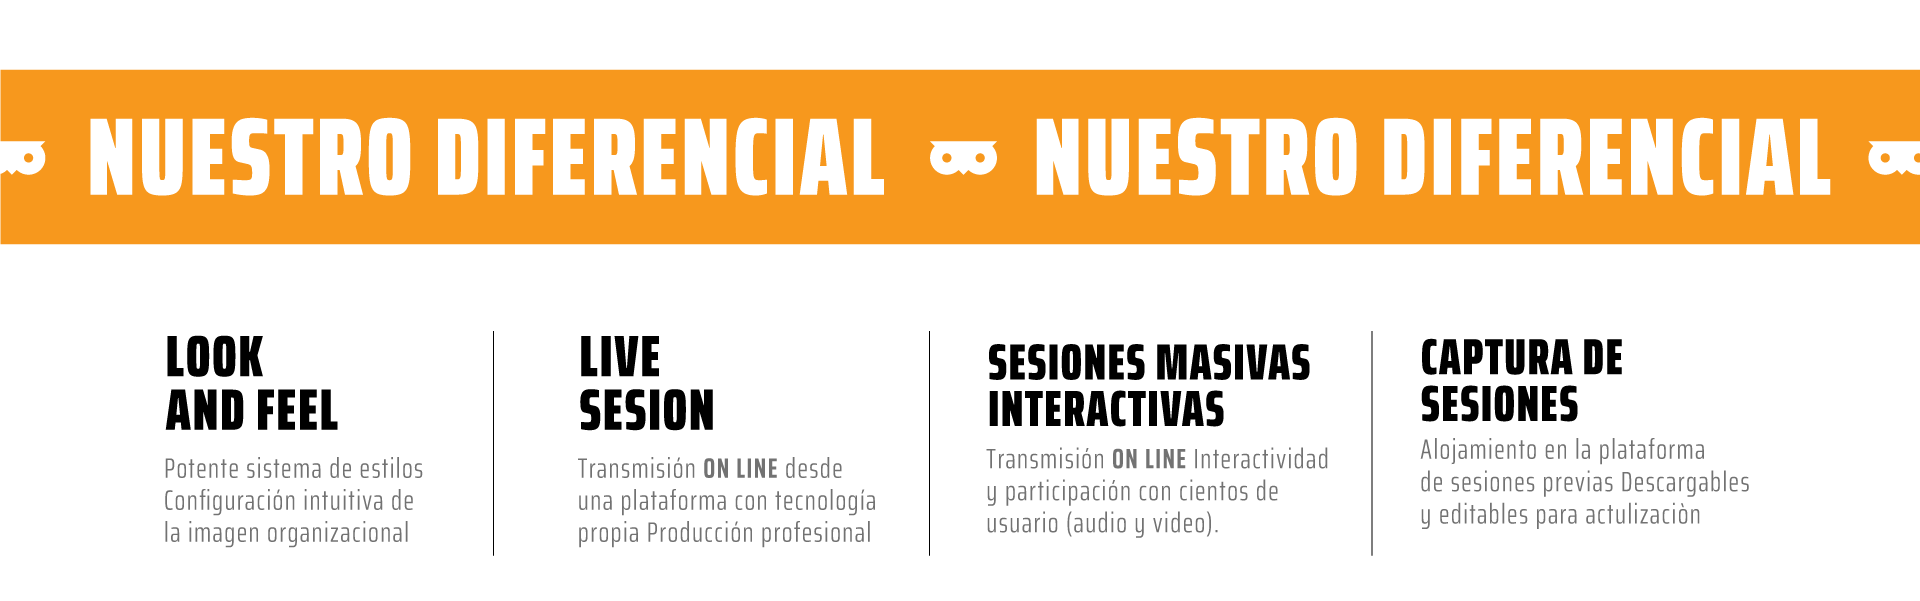 NUESTRO DIFERENCIAL NUESTRO DIFERENCIAL
LOOK
AND FEEL
Potente sistema de estilos
Configuración intuitiva de
la imagen organizacional
LIVE
SESION
Transmisión ON LINE desde
una plataforma con tecnología
propia Producción profesional
SESIONES MASIVAS
INTERACTIVAS
Transmisión ON LINE Interactividad
y participación con cientos de
usuario (audio y video).
CAPTURA DE
SESIONES
Alojamiento en la plataforma
de sesiones previas Descargables
y editables para actulizaciòn